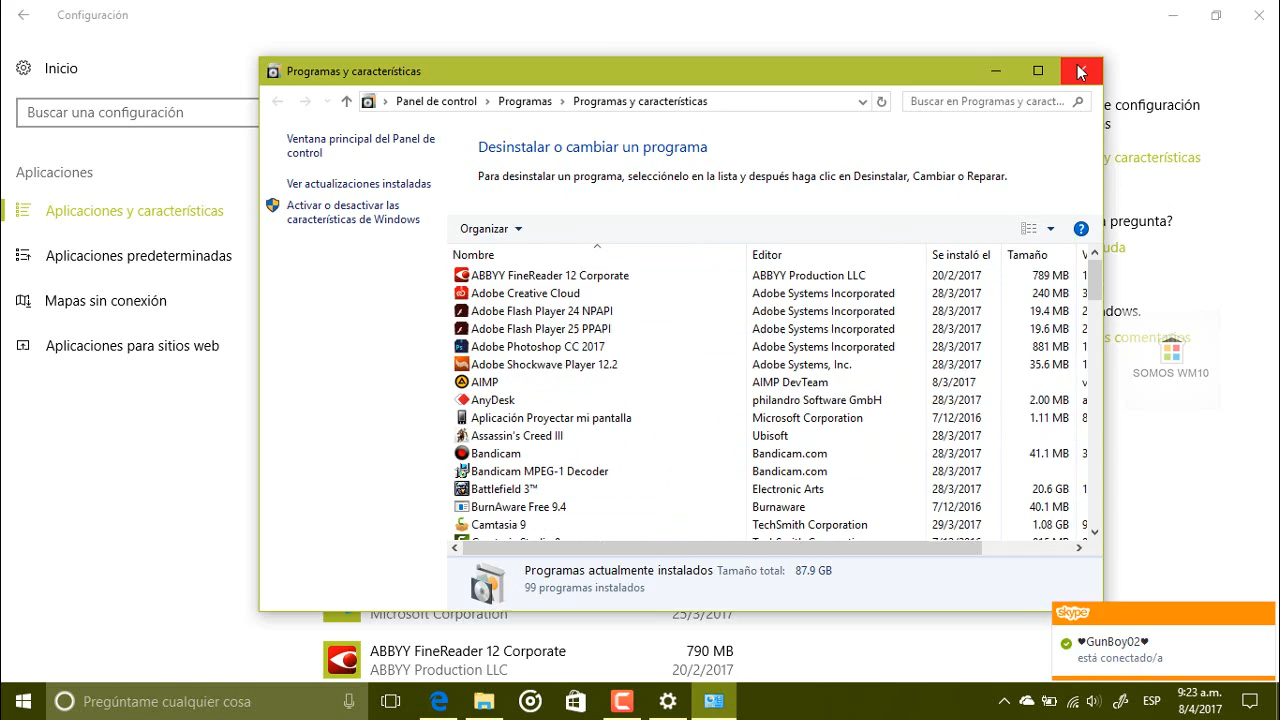 Configuración
Inicio
Buscar una configuración
Aplicaciones
Aplicaciones y características
Aplicaciones predeterminadas
Mapas sin conexión
Aplicaciones para sitios web
Programas y características
Panel de control
Programas
Programas y características
Buscar en Programas y caract...
Ventana principal del Panel de
control
Ver actualizaciones instaladas
Activar o desactivar las
características de Windows
Desinstalar o cambiar un programa
Para desinstalar un programa, selecciónelo en la lista y después haga clic en Desinstalar, Cambiar o Reparar.
Organizar
Nombre Editor Se instaló el Tamaño
ABBYY FineReader 12 Corporate ABBYY Production LLC 20/2/2017 789 MB
Adobe Creative Cloud Adobe Systems Incorporated 28/3/2017 240 MB
Adobe Flash Player 24 NPAPI Adobe Systems Incorporated 28/3/2017 19.4 MB
Adobe Flash Player 25 PPAPI Adobe Systems Incorporated 28/3/2017 19.6 MB
Adobe Photoshop CC 2017 Adobe Systems Incorporated 28/3/2017 881 MB
Adobe Shockwave Player 12.2 Adobe Systems, Inc. 28/3/2017 35.6 MB
AIMP AIMP DevTeam 8/3/2017
AnyDesk philandro Software GmbH 28/3/2017 2.00 MB
Aplicación Proyectar mi pantalla Microsoft Corporation 7/12/2016 1.11 MB
Assassin's Creed III Ubisoft 28/3/2017
Bandicam Bandicam.com 28/3/2017 41.1 MB
Bandicam MPEG-1 Decoder Bandicam.com 28/3/2017
Battlefield 3™ Electronic Arts 28/3/2017 20.6 GB
BurnAware Free 9.4 Burnaware 7/12/2016 40.1 MB
Camtasia 9 TechSmith Corporation 29/3/2017 1.08 GB
Programas actualmente instalados Tamaño total: 87.9 GB
99 programas instalados
e configuración
y características
pregunta?
SOMOS WM10
Microsoft Corporation 25/3/2017
ABBYY FineReader 12 Corporate 790 MB
ABBYY Production LLC 20/2/2017
skype
♥GunBoy02♥
está conectado/a
Pregúntame cualquier cosa
ESP
9:23 a.m.
8/4/2017